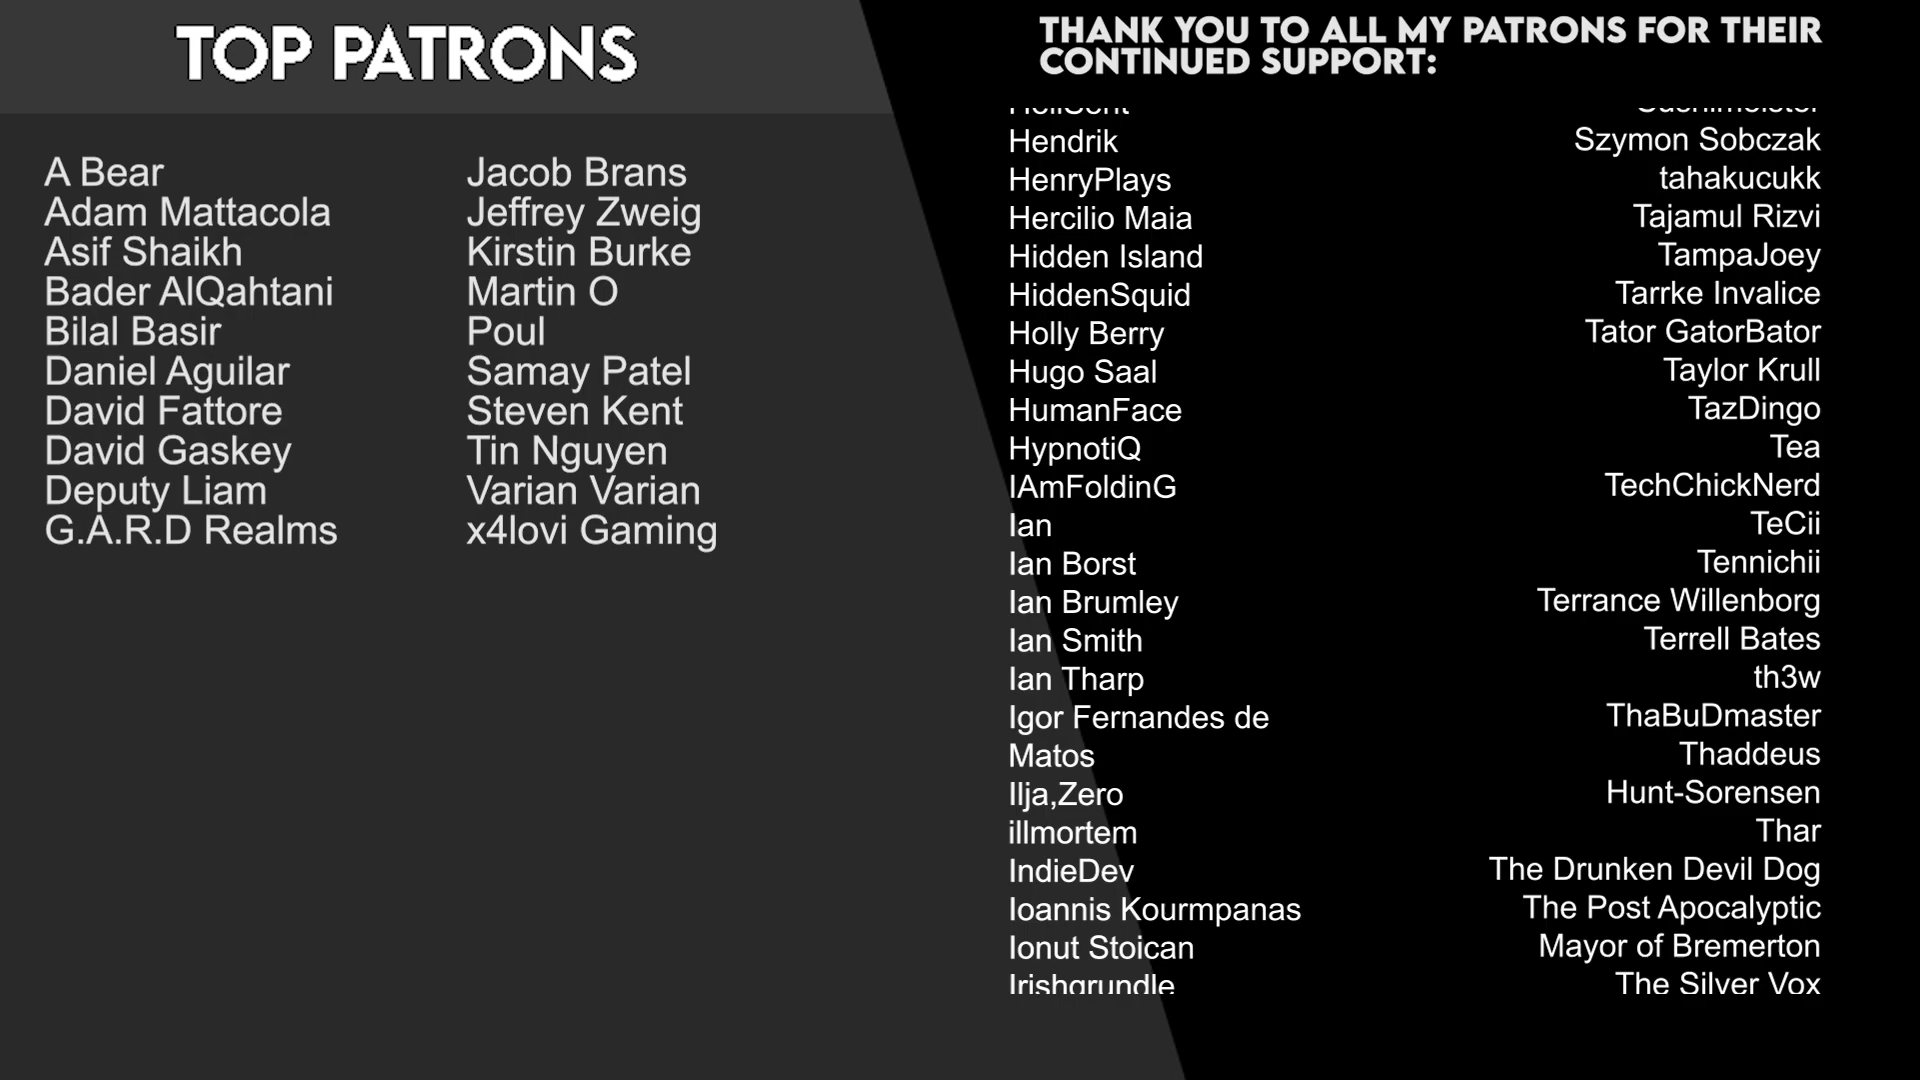 TOP PATRONS
A Bear
Adam Mattacola
Asif Shaikh
Bader AlQahtani
Bilal Basir
Daniel Aguilar
David Fattore
David Gaskey
Deputy Liam
G.A.R.D Realms
Jacob Brans
Jeffrey Zweig
Kirstin Burke
Martin O
Poul
Samay Patel
Steven Kent
Tin Nguyen
Varian Varian
x4lovi Gaming
THANK YOU TO ALL MY PATRONS FOR THEIR
CONTINUED SUPPORT:
Hendrik
HenryPlays
Hercilio Maia
Hidden Island
HiddenSquid
Holly Berry
Hugo Saal
HumanFace
HypnotiQ
IAmFoldinG
Ian
Ian Borst
Ian Brumley
Ian Smith
Ian Tharp
Igor Fernandes de
Matos
Ilja,Zero
illmortem
IndieDev
Ioannis Kourmpanas
Ionut Stoican
Irishgrundle
Szymon Sobczak
tahakucukk
Tajamul Rizvi
TampaJoey
Tarrke Invalice
Tator GatorBator
Taylor Krull
TazDingo
Tea
TechChickNerd
TeCii
Tennichii
Terrance Willenborg
Terrell Bates
th3w
ThaBuDmaster
Thaddeus
Hunt-Sorensen
Thar
The Drunken Devil Dog
The Post Apocalyptic
Mayor of Bremerton
The Silver Vox